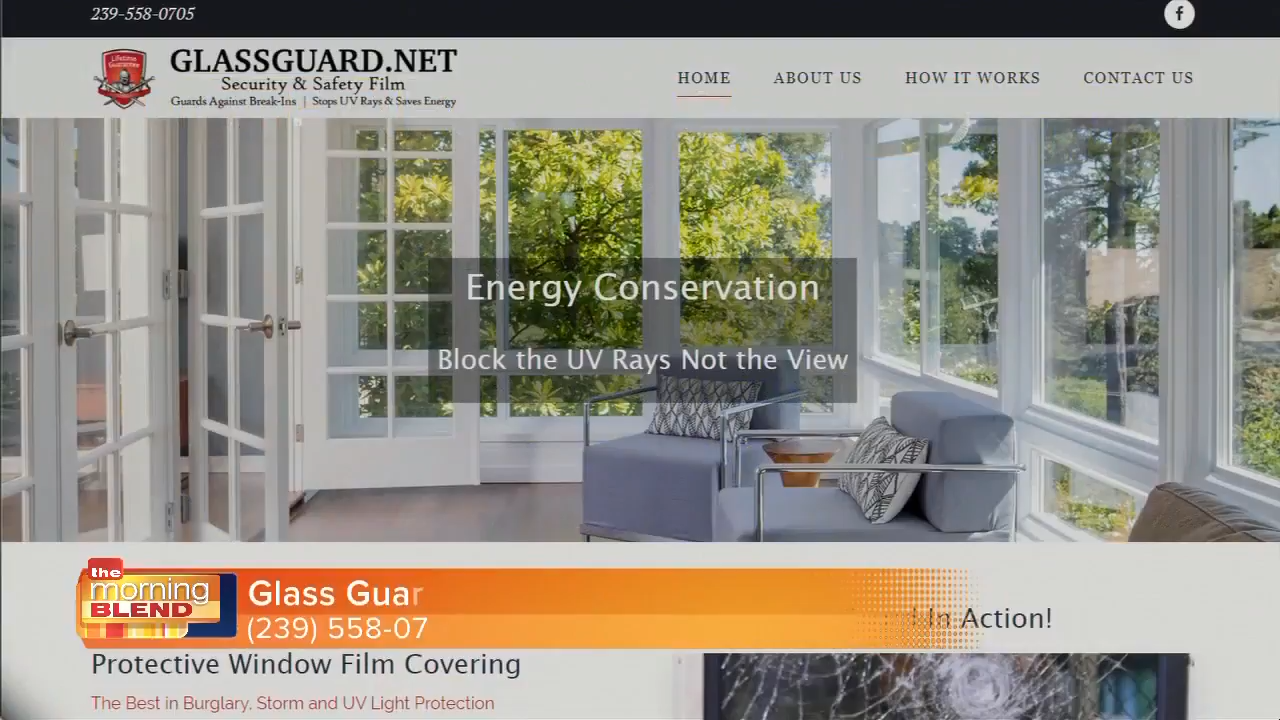 239-558-0705
f
Lifetime Guarantee
GLASSGUARD.NET
Security & Safety Film
Guards Against Break-Ins | Stops UV Rays & Saves Energy
HOME
ABOUT US
HOW IT WORKS
CONTACT US
Energy Conservation
Block the UV Rays Not the View
the
morning
BLEND
Glass Guar
(239) 558-07
In Action!
Protective Window Film Covering
The Best in Burglary, Storm and UV Light Protection